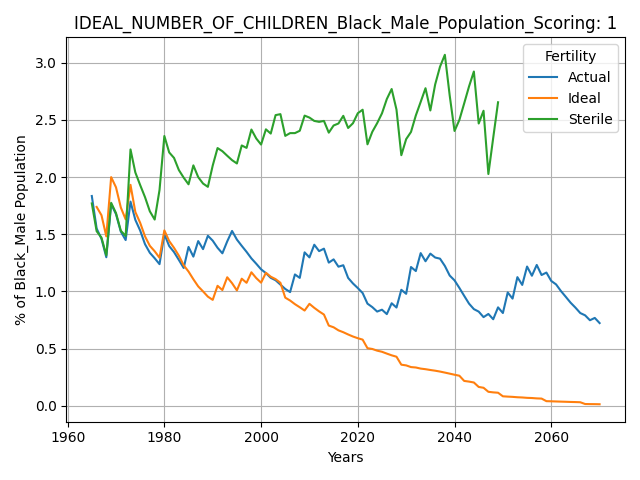 IDEAL_NUMBER_OF_CHILDREN_Black_Male_Population_Scoring: 1
Fertility
Actual
Ideal
Sterile
% of Black_Male Population
3.0
2.5
2.0
1.5
1.0
0.5
0.0
1960 1980 2000 2020 2040 2060
Years